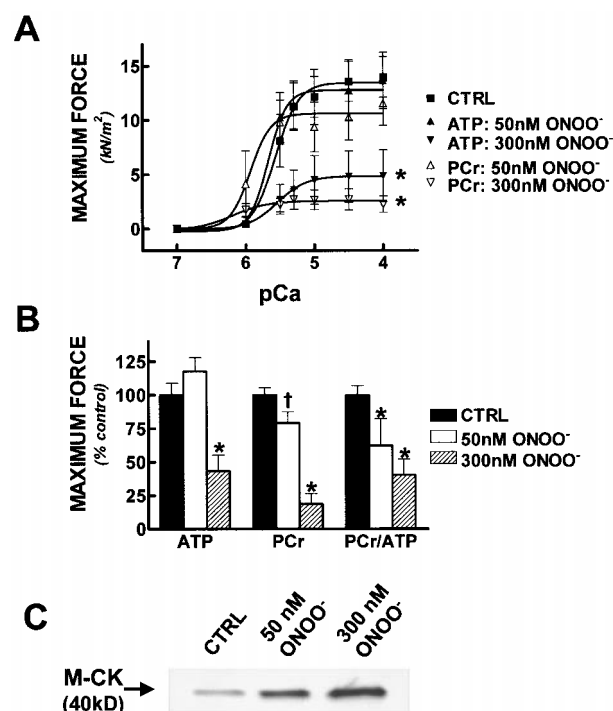 A
MAXIMUM FORCE
(kN/m²)
15
10
5
0
7
6
5
4
pCa
*
*
CTRL
ATP: 50nM ONOO⁻
ATP: 300nM ONOO⁻
PCr: 50nM ONOO⁻
PCr: 300nM ONOO⁻
B
MAXIMUM FORCE
(% control)
125
100
75
50
25
0
*
†
*
*
*
ATP
PCr
PCr/ATP
CTRL
50nM ONOO⁻
300nM ONOO⁻
C
CTRL
50 nM
ONOO⁻
300 nM
ONOO⁻
M-CK
(40kD)